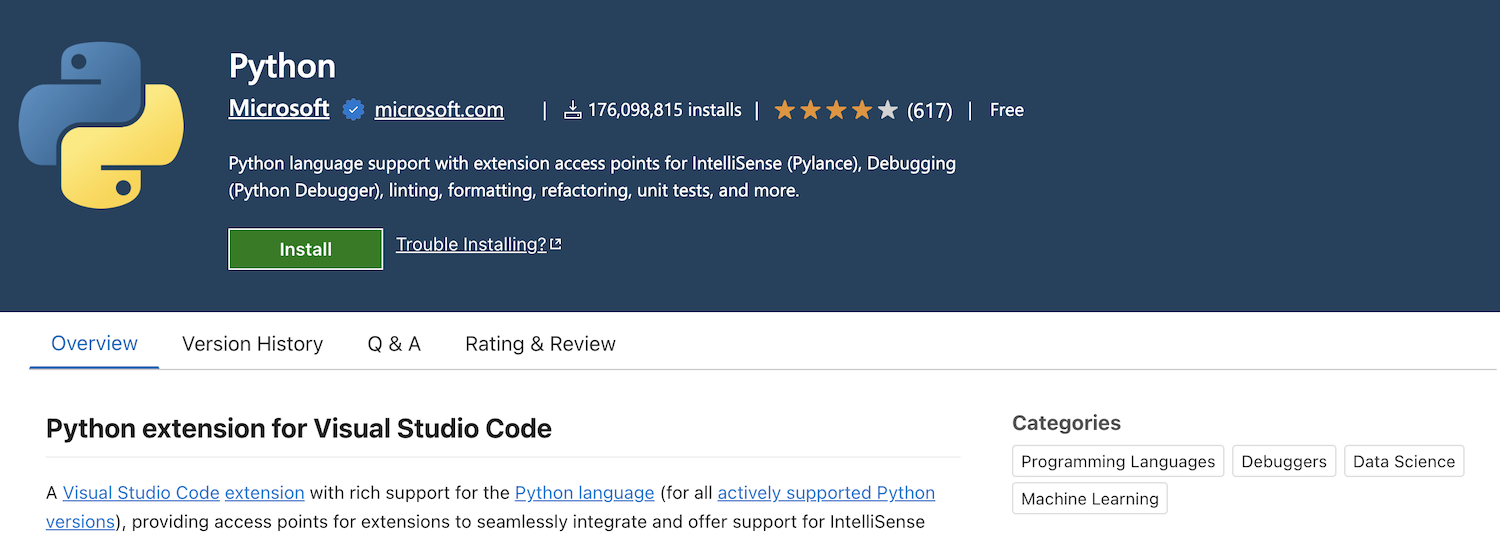 Python
Microsoft microsoft.com | 176,098,815 installs | (617) | Free
Python language support with extension access points for IntelliSense (Pylance), Debugging
(Python Debugger), linting, formatting, refactoring, unit tests, and more.
Install Trouble Installing?
Overview Version History Q & A Rating & Review
Python extension for Visual Studio Code
A Visual Studio Code extension with rich support for the Python language (for all actively supported Python
versions), providing access points for extensions to seamlessly integrate and offer support for IntelliSense
Categories
Programming Languages Debuggers Data Science
Machine Learning